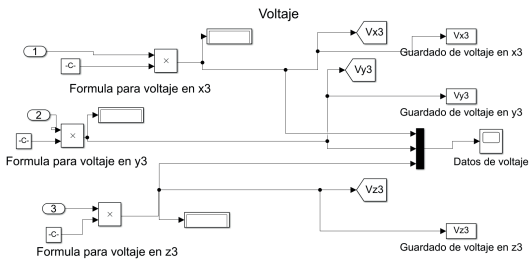 Voltaje
1
-C-
×
Formula para voltaje en x3
Vx3
Vx3
Guardado de voltaje en x3
Vy3
Vy3
Guardado de voltaje en y3
2
-C-
×
Formula para voltaje en y3
Datos de voltaje
3
-C-
×
Formula para voltaje en z3
Vz3
Vz3
Guardado de voltaje en z3